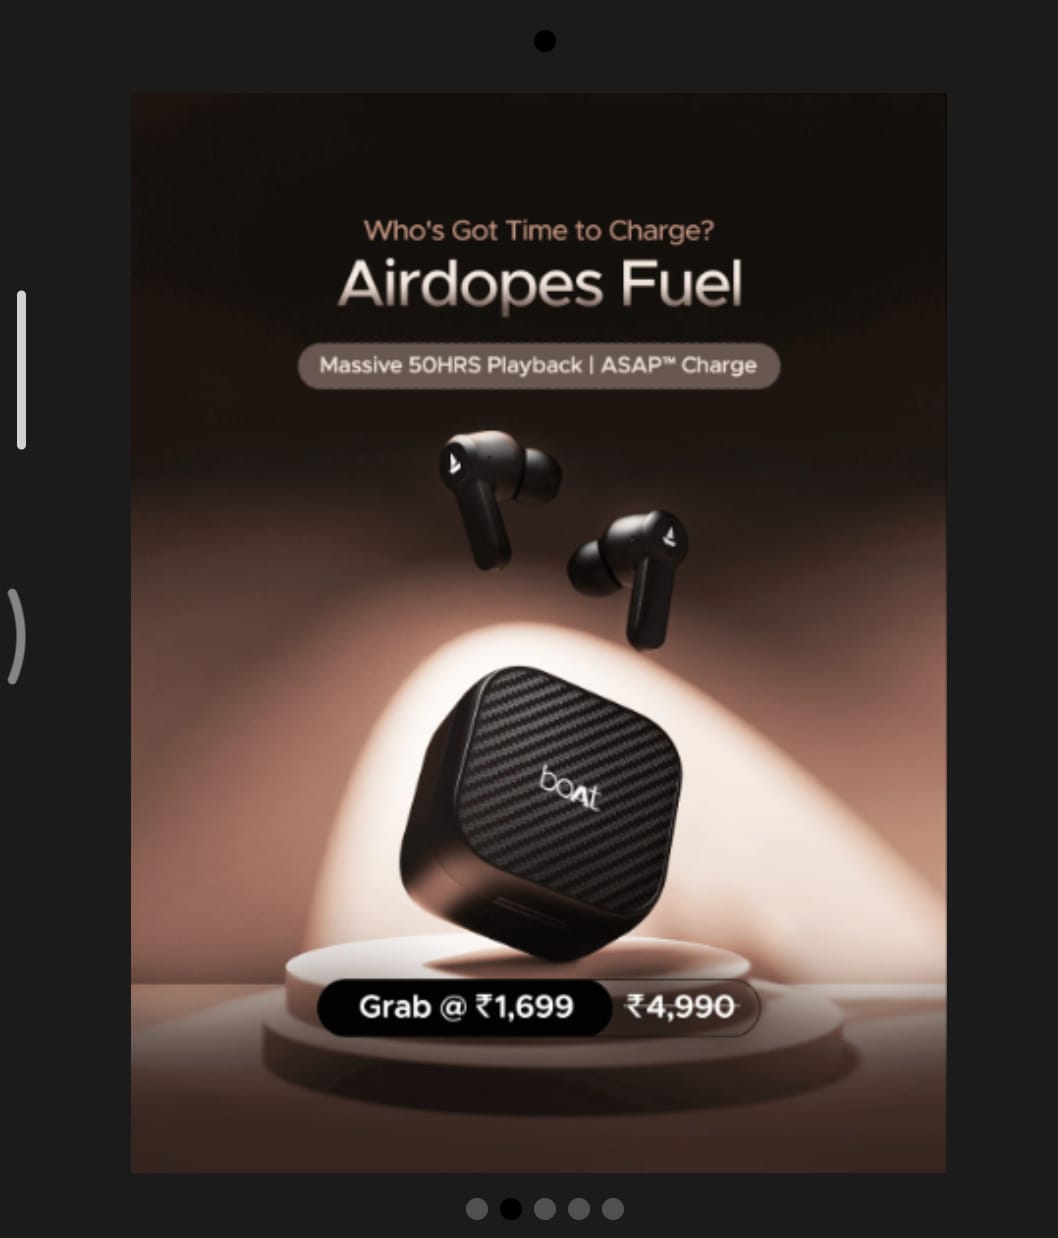 Who's Got Time to Charge?
Airdopes Fuel
Massive 50HRS Playback | ASAP™ Charge
boAt
Grab @ ₹1,699 ₹4,990